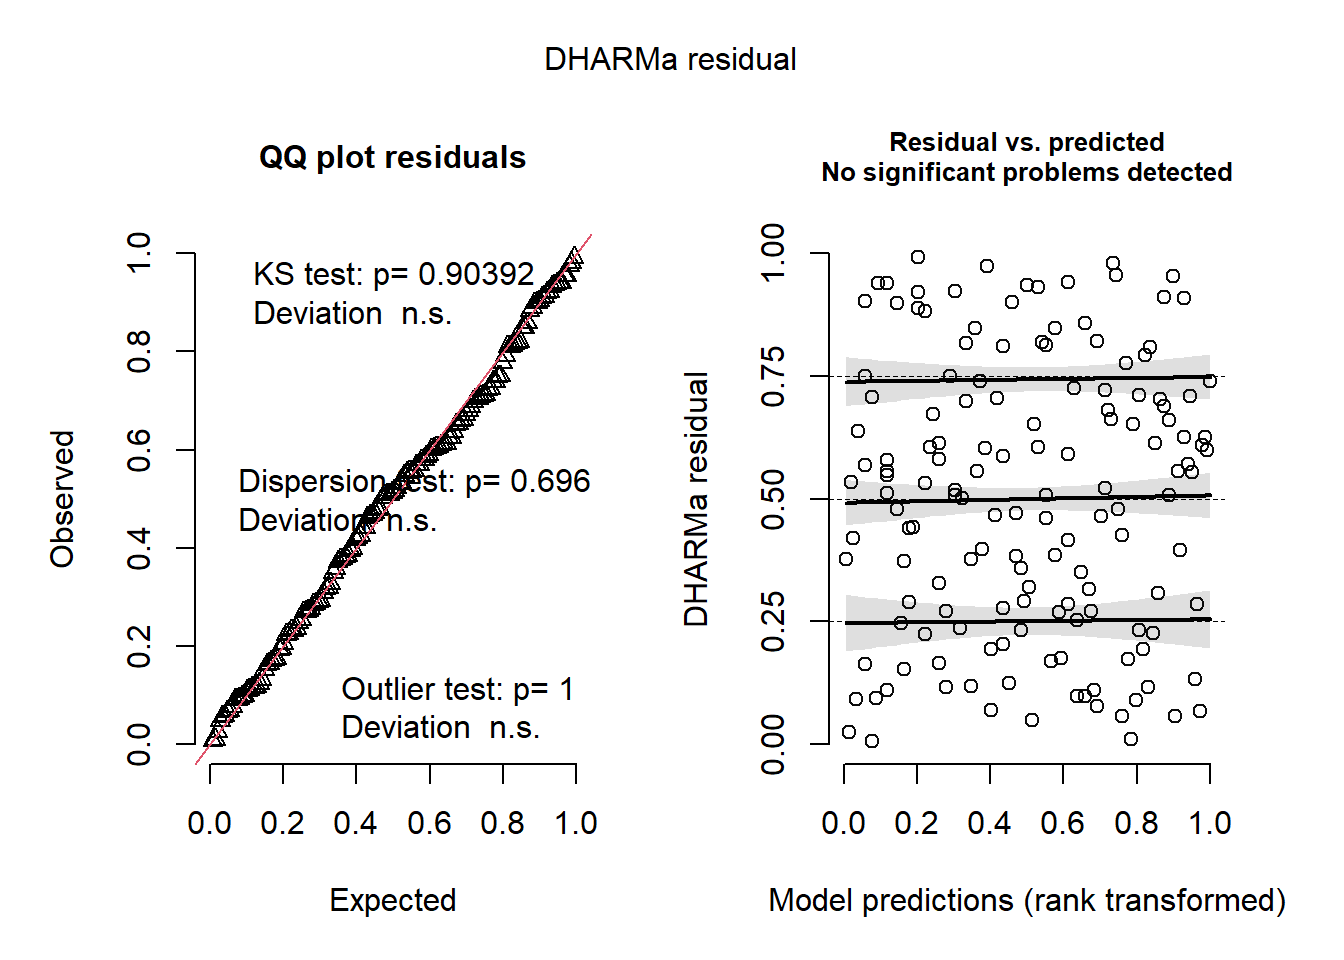 DHARMa residual
QQ plot residuals
KS test: p= 0.90392
Deviation  n.s.
Dispersion test: p= 0.696
Deviation  n.s.
Outlier test: p= 1
Deviation  n.s.
Observed
0.0 0.2 0.4 0.6 0.8 1.0
0.0 0.2 0.4 0.6 0.8 1.0
Expected
Residual vs. predicted
No significant problems detected
DHARMa residual
0.00 0.25 0.50 0.75 1.00
0.0 0.2 0.4 0.6 0.8 1.0
Model predictions (rank transformed)